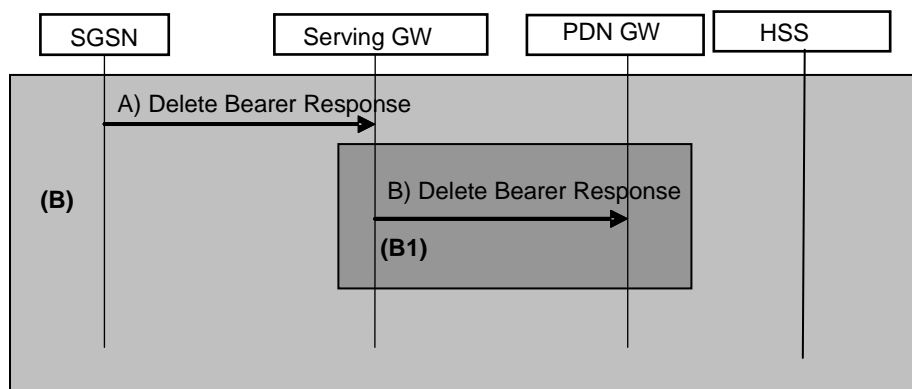 SGSN
Serving GW
PDN GW
HSS
A) Delete Bearer Response
(B)
B) Delete Bearer Response
(B1)